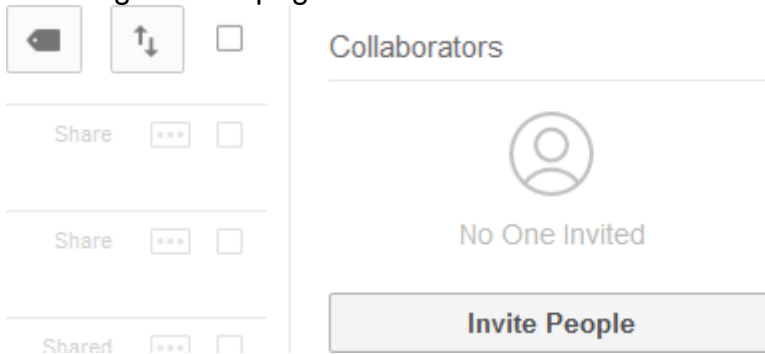 Collaborators
Share
No One Invited
Share
Invite People
Shared